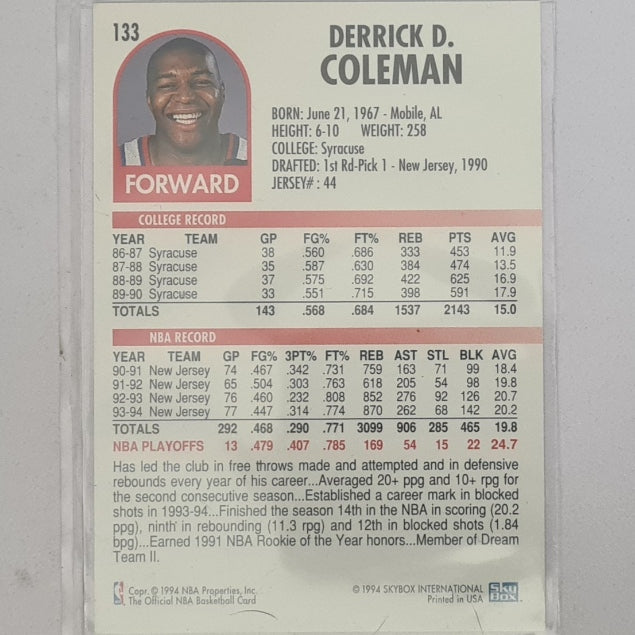 133
DERRICK D.
COLEMAN
BORN: June 21, 1967 - Mobile, AL
HEIGHT: 6-10 WEIGHT: 258
COLLEGE: Syracuse
DRAFTED: 1st Rd-Pick 1 - New Jersey, 1990
JERSEY# : 44
FORWARD
COLLEGE RECORD
YEAR TEAM GP FG% FT% REB PTS AVG
86-87 Syracuse 38 .560 .686 333 453 11.9
87-88 Syracuse 35 .587 .630 384 474 13.5
88-89 Syracuse 37 .575 .692 422 625 16.9
89-90 Syracuse 33 .551 .715 398 591 17.9
TOTALS 143 .568 .684 1537 2143 15.0
NBA RECORD
YEAR TEAM GP FG% 3PT% FT% REB AST STL BLK AVG
90-91 New Jersey 74 .467 .342 .731 759 163 71 99 18.4
91-92 New Jersey 65 .504 .303 .763 618 205 54 98 19.8
92-93 New Jersey 76 .460 .232 .808 852 276 92 126 20.7
93-94 New Jersey 77 .447 .314 .774 870 262 68 142 20.2
TOTALS 292 .468 .290 .771 3099 906 285 465 19.8
NBA PLAYOFFS 13 .479 .407 .785 169 54 15 22 24.7
Has led the club in free throws made and attempted and in defensive
rebounds every year of his career...Averaged 20+ ppg and 10+ rpg for
the second consecutive season...Established a career mark in blocked
shots in 1993-94...Finished the season 14th in the NBA in scoring (20.2
ppg), ninth in rebounding (11.3 rpg) and 12th in blocked shots (1.84
bpg)...Earned 1991 NBA Rookie of the Year honors...Member of Dream
Team II.
Copr. © 1994 NBA Properties, Inc.
The Official NBA Basketball Card
© 1994 SKYBOX INTERNATIONAL
Printed in USA
SkyBox